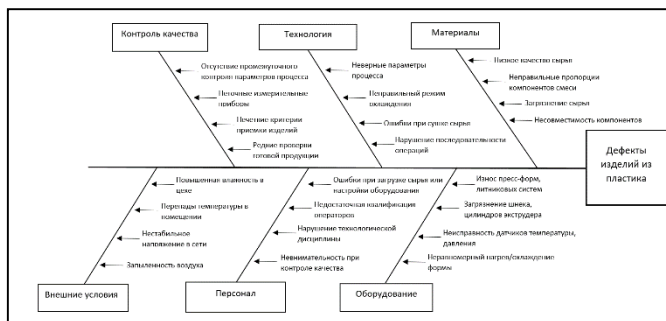 Контроль качества
Технология
Материалы
Отсутствие промежуточного
контроля параметров процесса
Неточные измерительные
приборы
Нечеткие критерии
приемки изделий
Редкие проверки
готовой продукции
Неверные параметры
процесса
Неправильный режим
охлаждения
Ошибки при сушке сырья
Нарушение последовательности
операций
Низкое качество сырья
Неправильные пропорции
компонентов смеси
Загрязнение сырья
Несовместимость компонентов
Дефекты
изделий из
пластика
Повышенная влажность в
цехе
Перепады температуры в
помещении
Нестабильное
напряжение в сети
Запыленность воздуха
Ошибки при загрузке сырья или
настройки оборудования
Недостаточная квалификация
операторов
Нарушение технологической
дисциплины
Невнимательность при
контроле качества
Износ пресс-форм,
литниковых систем
Загрязнение шнека,
цилиндров экструдера
Неисправность датчиков температуры,
давления
Неравномерный нагрев/охлаждение
формы
Внешние условия
Персонал
Оборудование